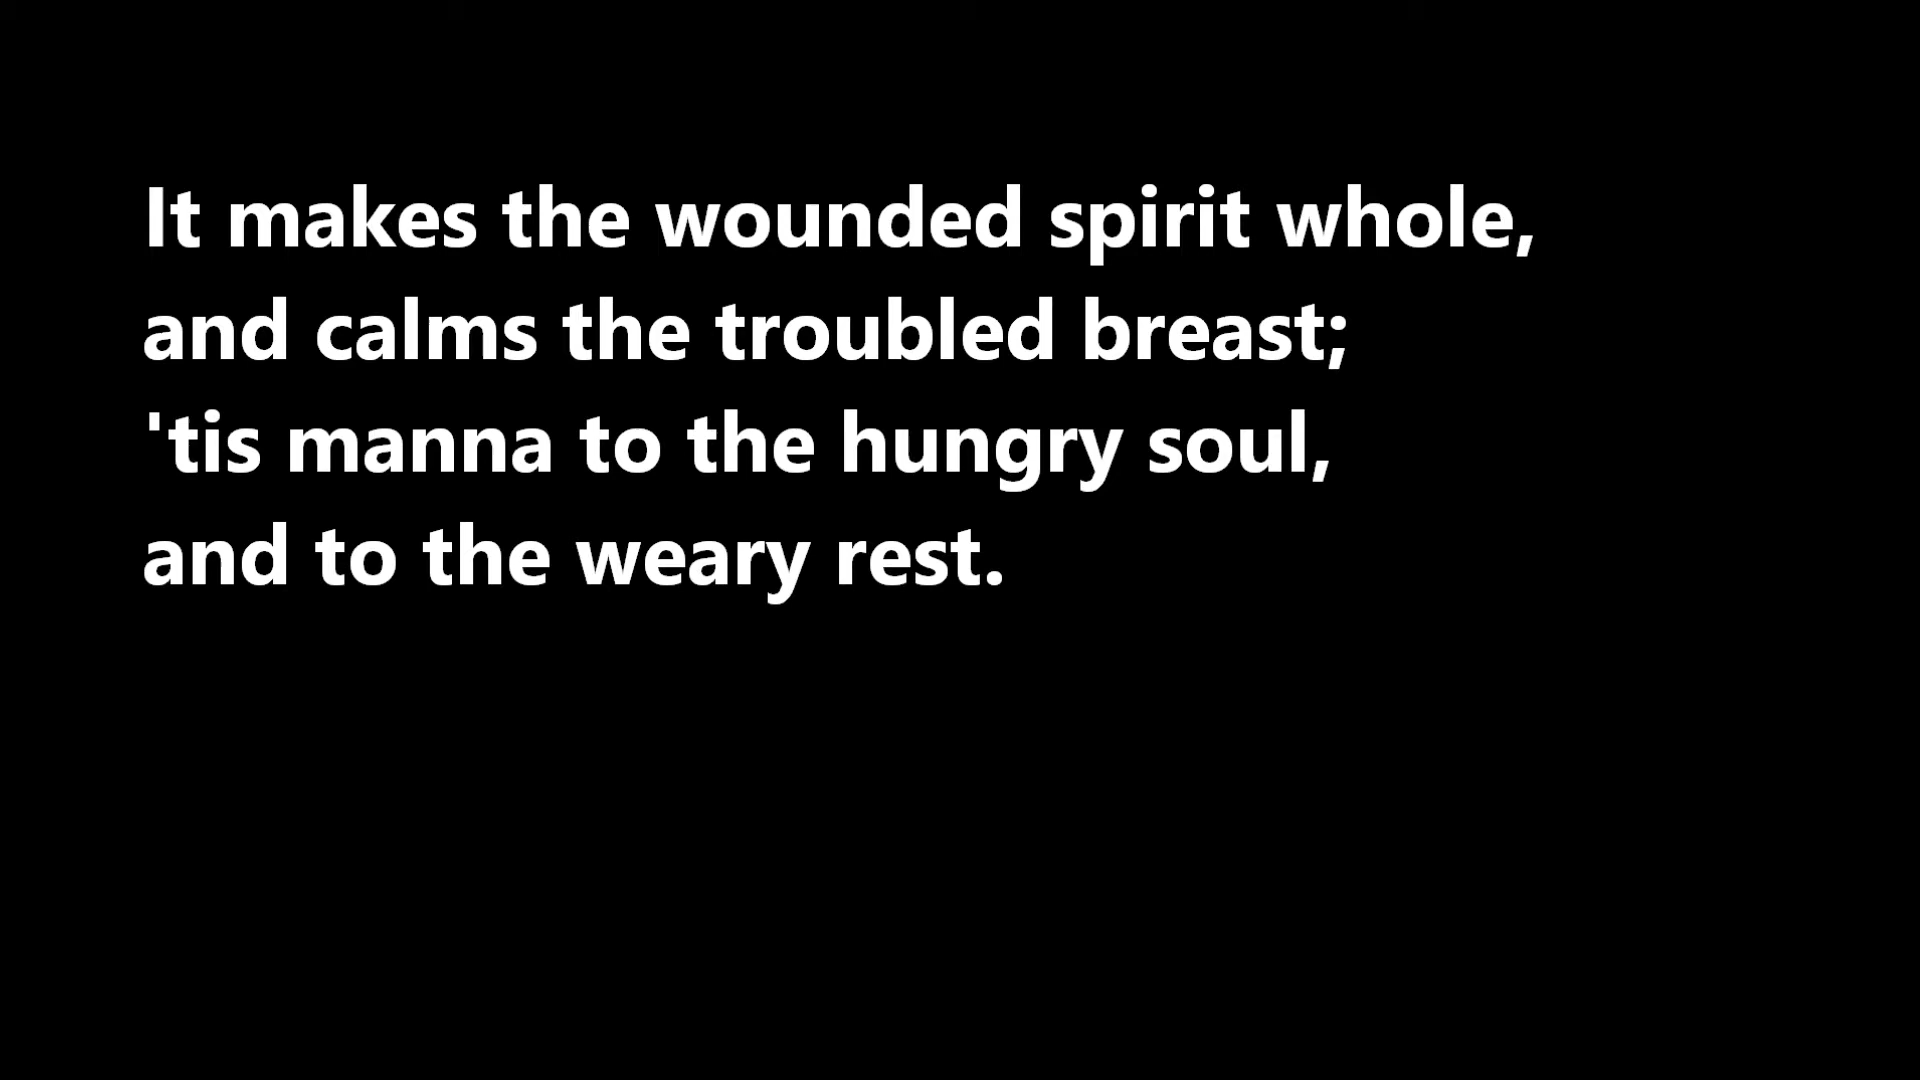 It makes the wounded spirit whole,
and calms the troubled breast;
'tis manna to the hungry soul,
and to the weary rest.